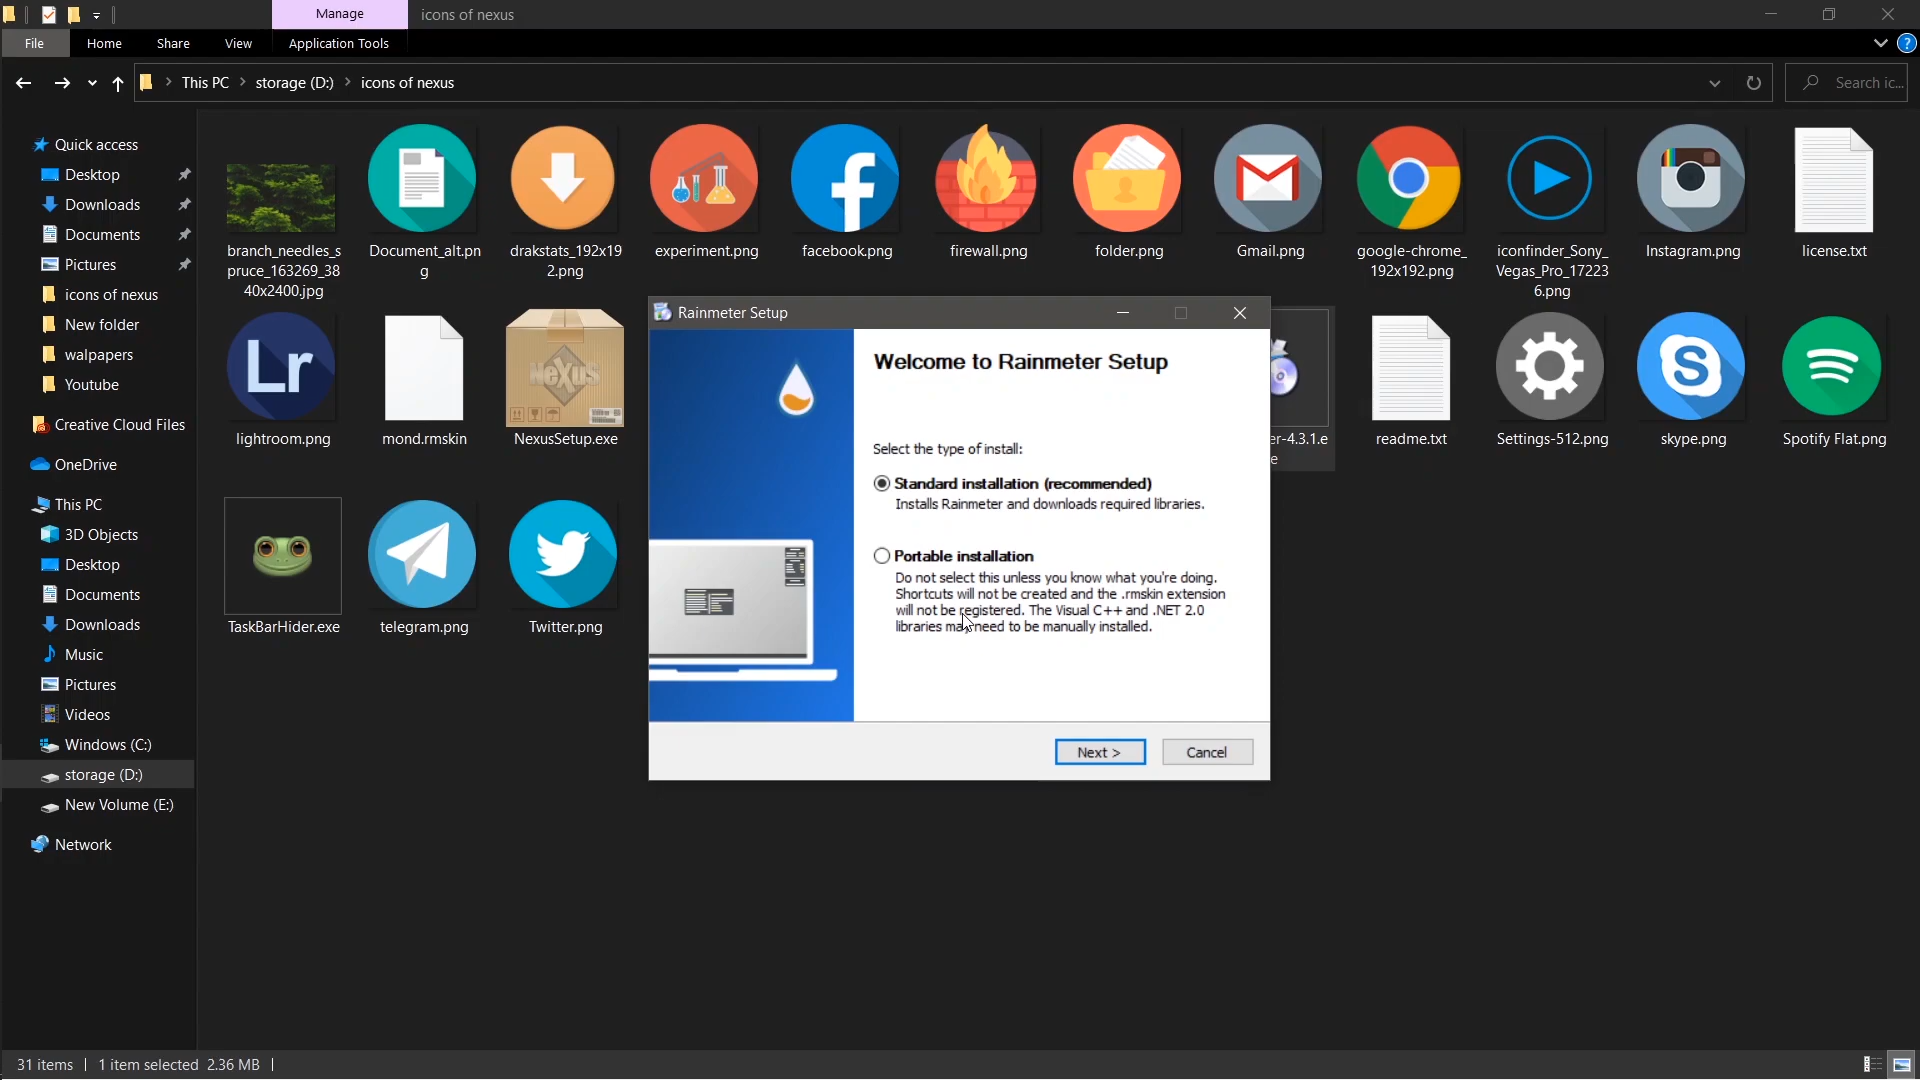 Manage
icons of nexus
File
Home
Share
View
Application Tools
?
This PC
storage (D:)
icons of nexus
Search ic...
Quick access
Desktop
Downloads
Documents
Pictures
icons of nexus
New folder
walpapers
Youtube
Creative Cloud Files
OneDrive
This PC
3D Objects
Desktop
Documents
Downloads
Music
Pictures
Videos
Windows (C:)
storage (D:)
New Volume (E:)
Network
branch_needles_s
pruce_163269_38
40x2400.jpg
Document_alt.pn
g
drakstats_192x19
2.png
experiment.png
facebook.png
firewall.png
folder.png
Gmail.png
google-chrome_
192x192.png
iconfinder_Sony_
Vegas_Pro_17223
6.png
Instagram.png
license.txt
Lr
lightroom.png
mond.rmskin
NeXuS
NexusSetup.exe
er-4.3.1.e
e
readme.txt
Settings-512.png
skype.png
Spotify Flat.png
TaskBarHider.exe
telegram.png
Twitter.png
Rainmeter Setup
Welcome to Rainmeter Setup
Select the type of install:
Standard installation (recommended)
Installs Rainmeter and downloads required libraries.
Portable installation
Do not select this unless you know what you're doing.
Shortcuts will not be created and the .rmskin extension
will not be registered. The Visual C++ and .NET 2.0
libraries may need to be manually installed.
Next >
Cancel
31 items
1 item selected 2.36 MB